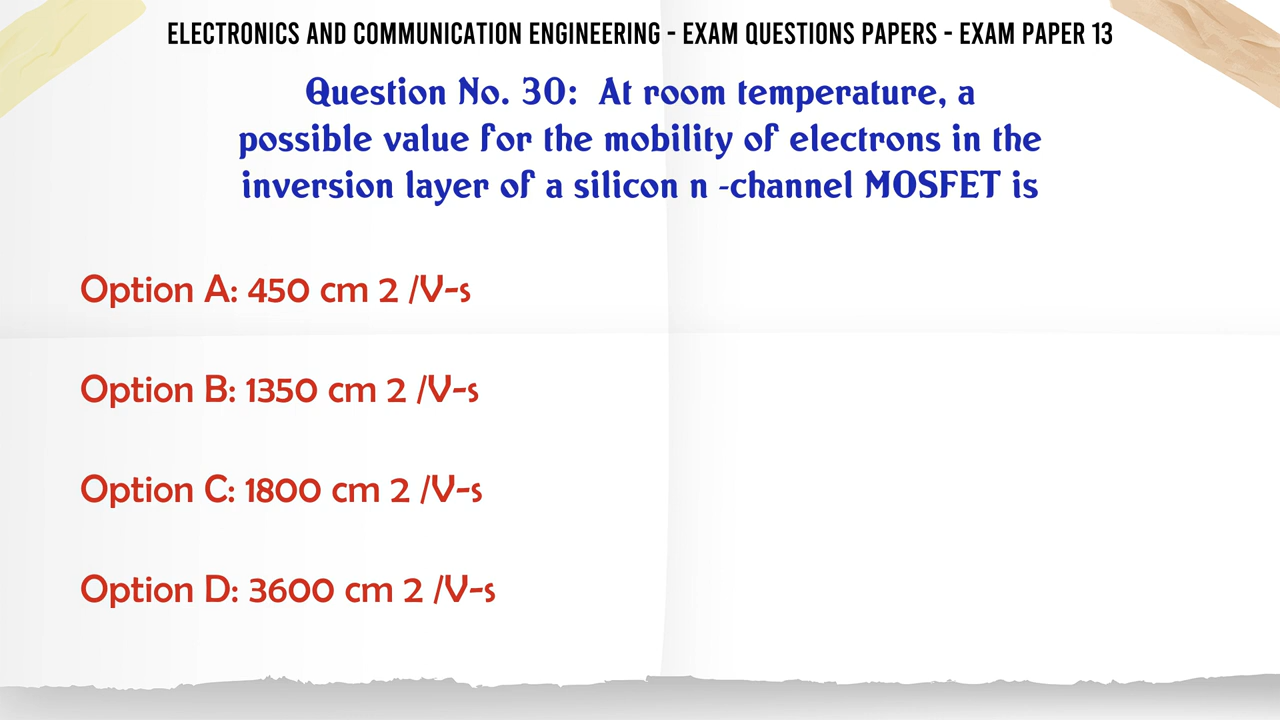 ELECTRONICS AND COMMUNICATION ENGINEERING - EXAM QUESTIONS PAPERS - EXAM PAPER 13
Question No. 30: At room temperature, a
possible value for the mobility of electrons in the
inversion layer of a silicon n -channel MOSFET is
Option A: 450 cm 2 /V-s
Option B: 1350 cm 2 /V-s
Option C: 1800 cm 2 /V-s
Option D: 3600 cm 2 /V-s